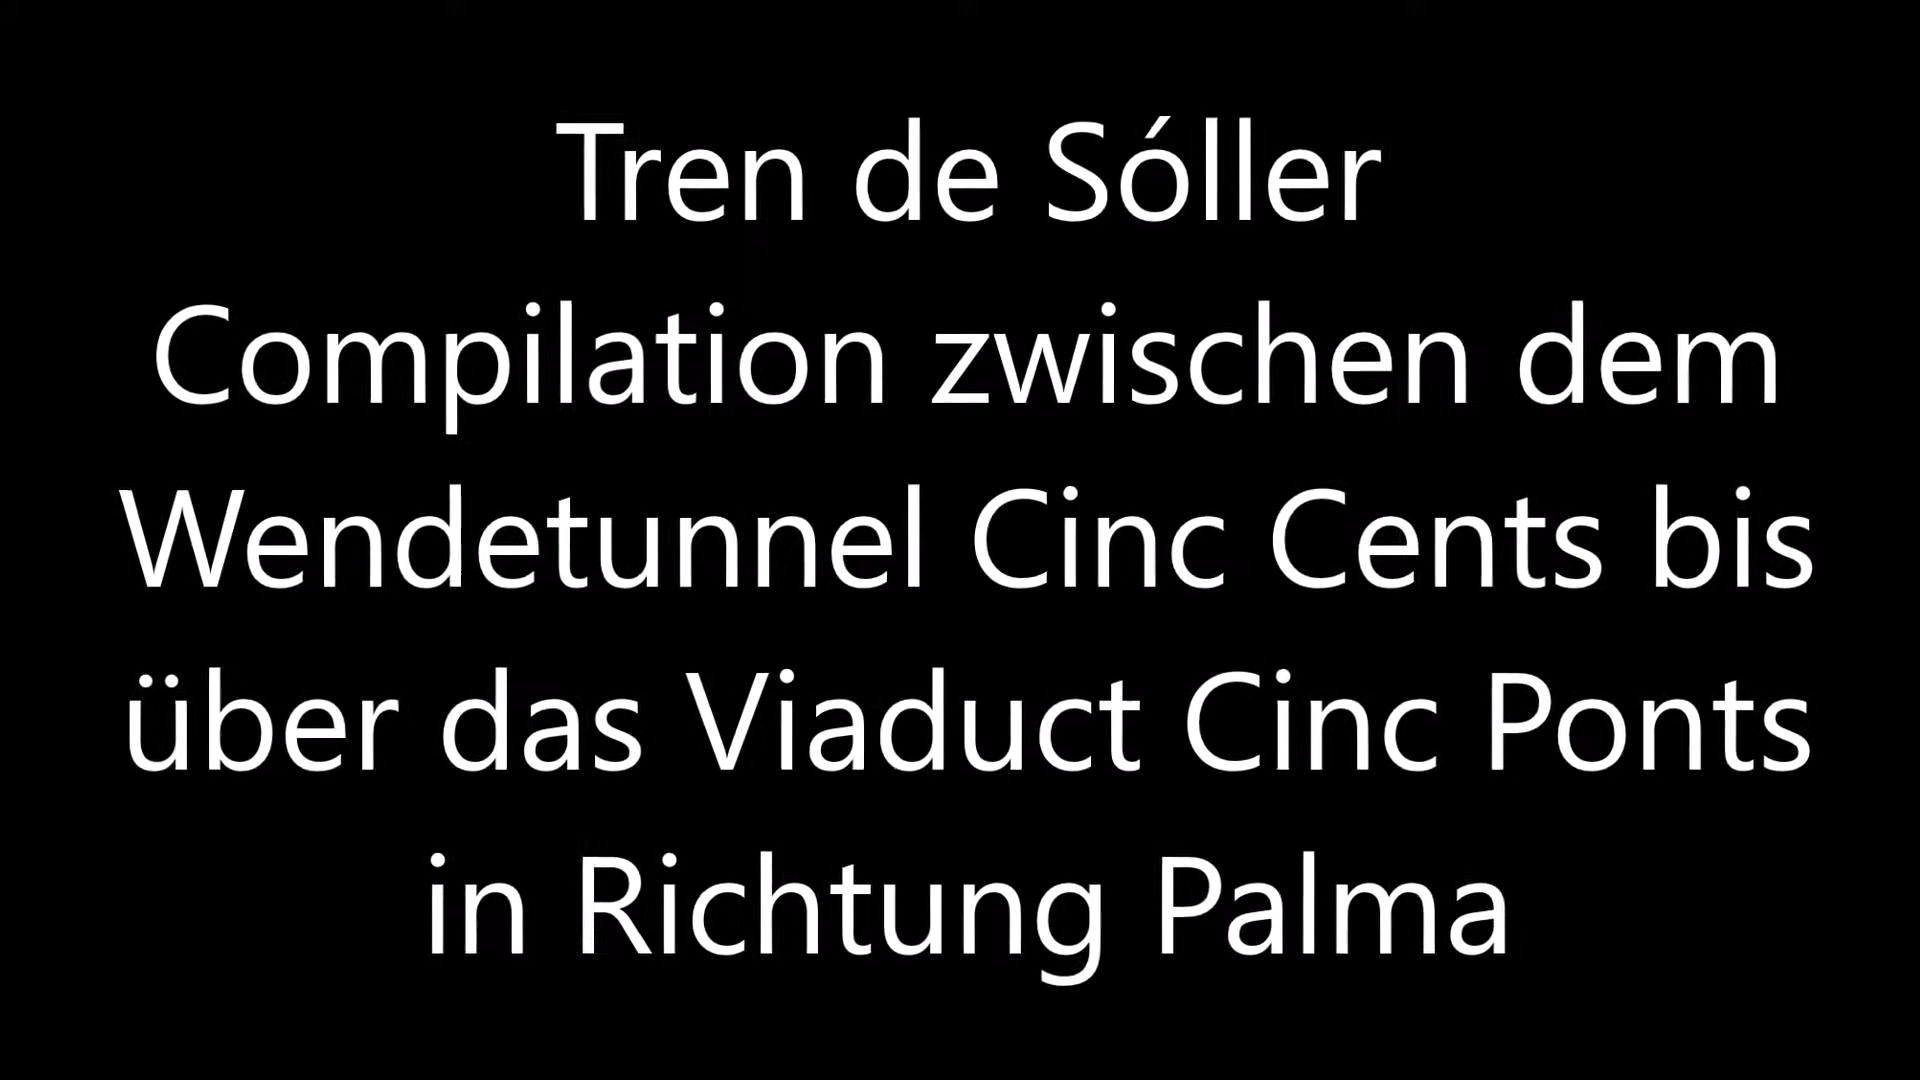 Tren de Sóller
Compilation zwischen dem
Wendetunnel Cinc Cents bis
über das Viaduct Cinc Ponts
in Richtung Palma